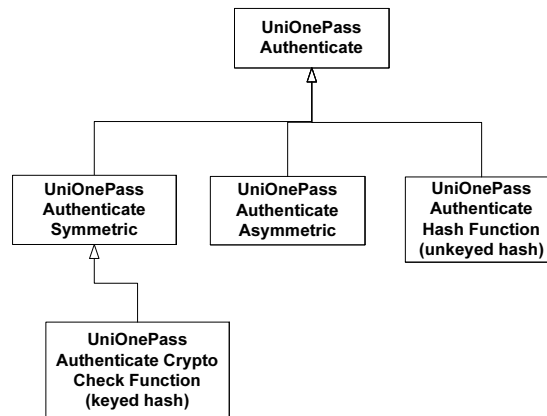 UniOnePass
Authenticate
UniOnePass
Authenticate
Symmetric
UniOnePass
Authenticate
Asymmetric
UniOnePass
Authenticate
Hash Function
(unkeyed hash)
UniOnePass
Authenticate Crypto
Check Function
(keyed hash)